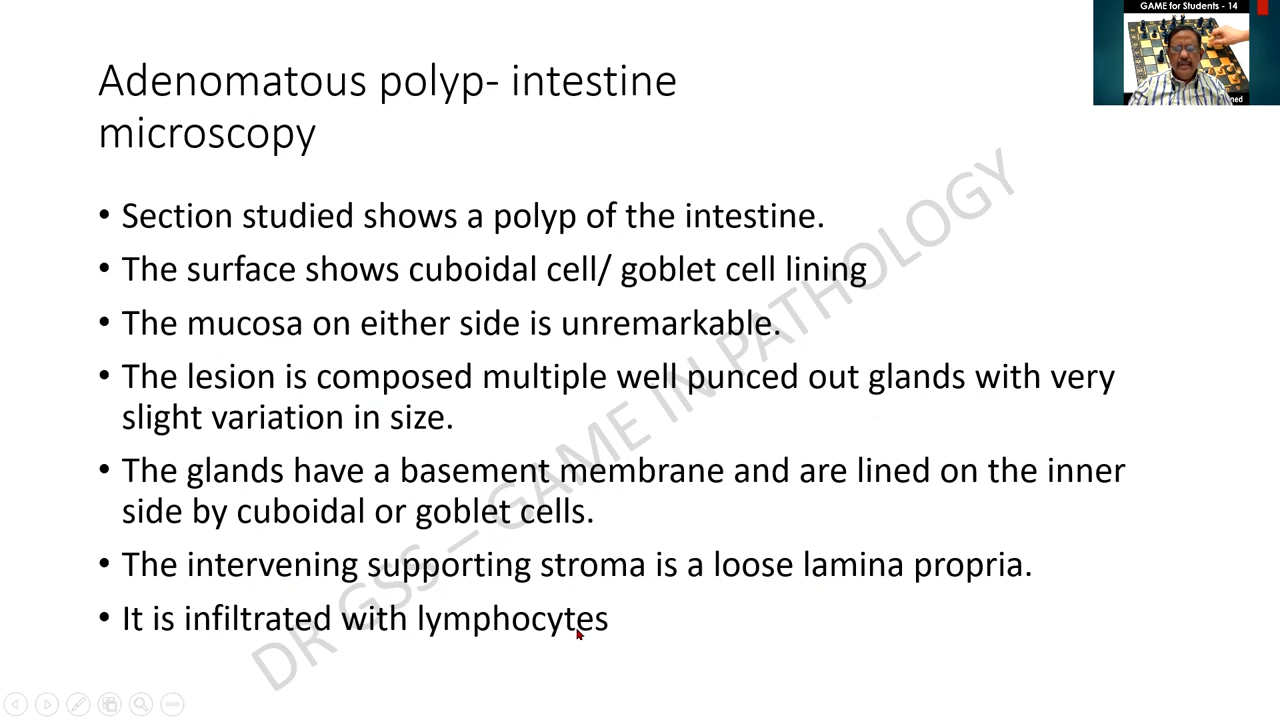 GAME for Students - 14
Adenomatous polyp- intestine
microscopy
• Section studied shows a polyp of the intestine.
• The surface shows cuboidal cell/ goblet cell lining
• The mucosa on either side is unremarkable.
• The lesion is composed multiple well punced out glands with very
slight variation in size.
• The glands have a basement membrane and are lined on the inner
side by cuboidal or goblet cells.
• The intervening supporting stroma is a loose lamina propria.
• It is infiltrated with lymphocytes
DR GSS – GAME IN PATHOLOGY